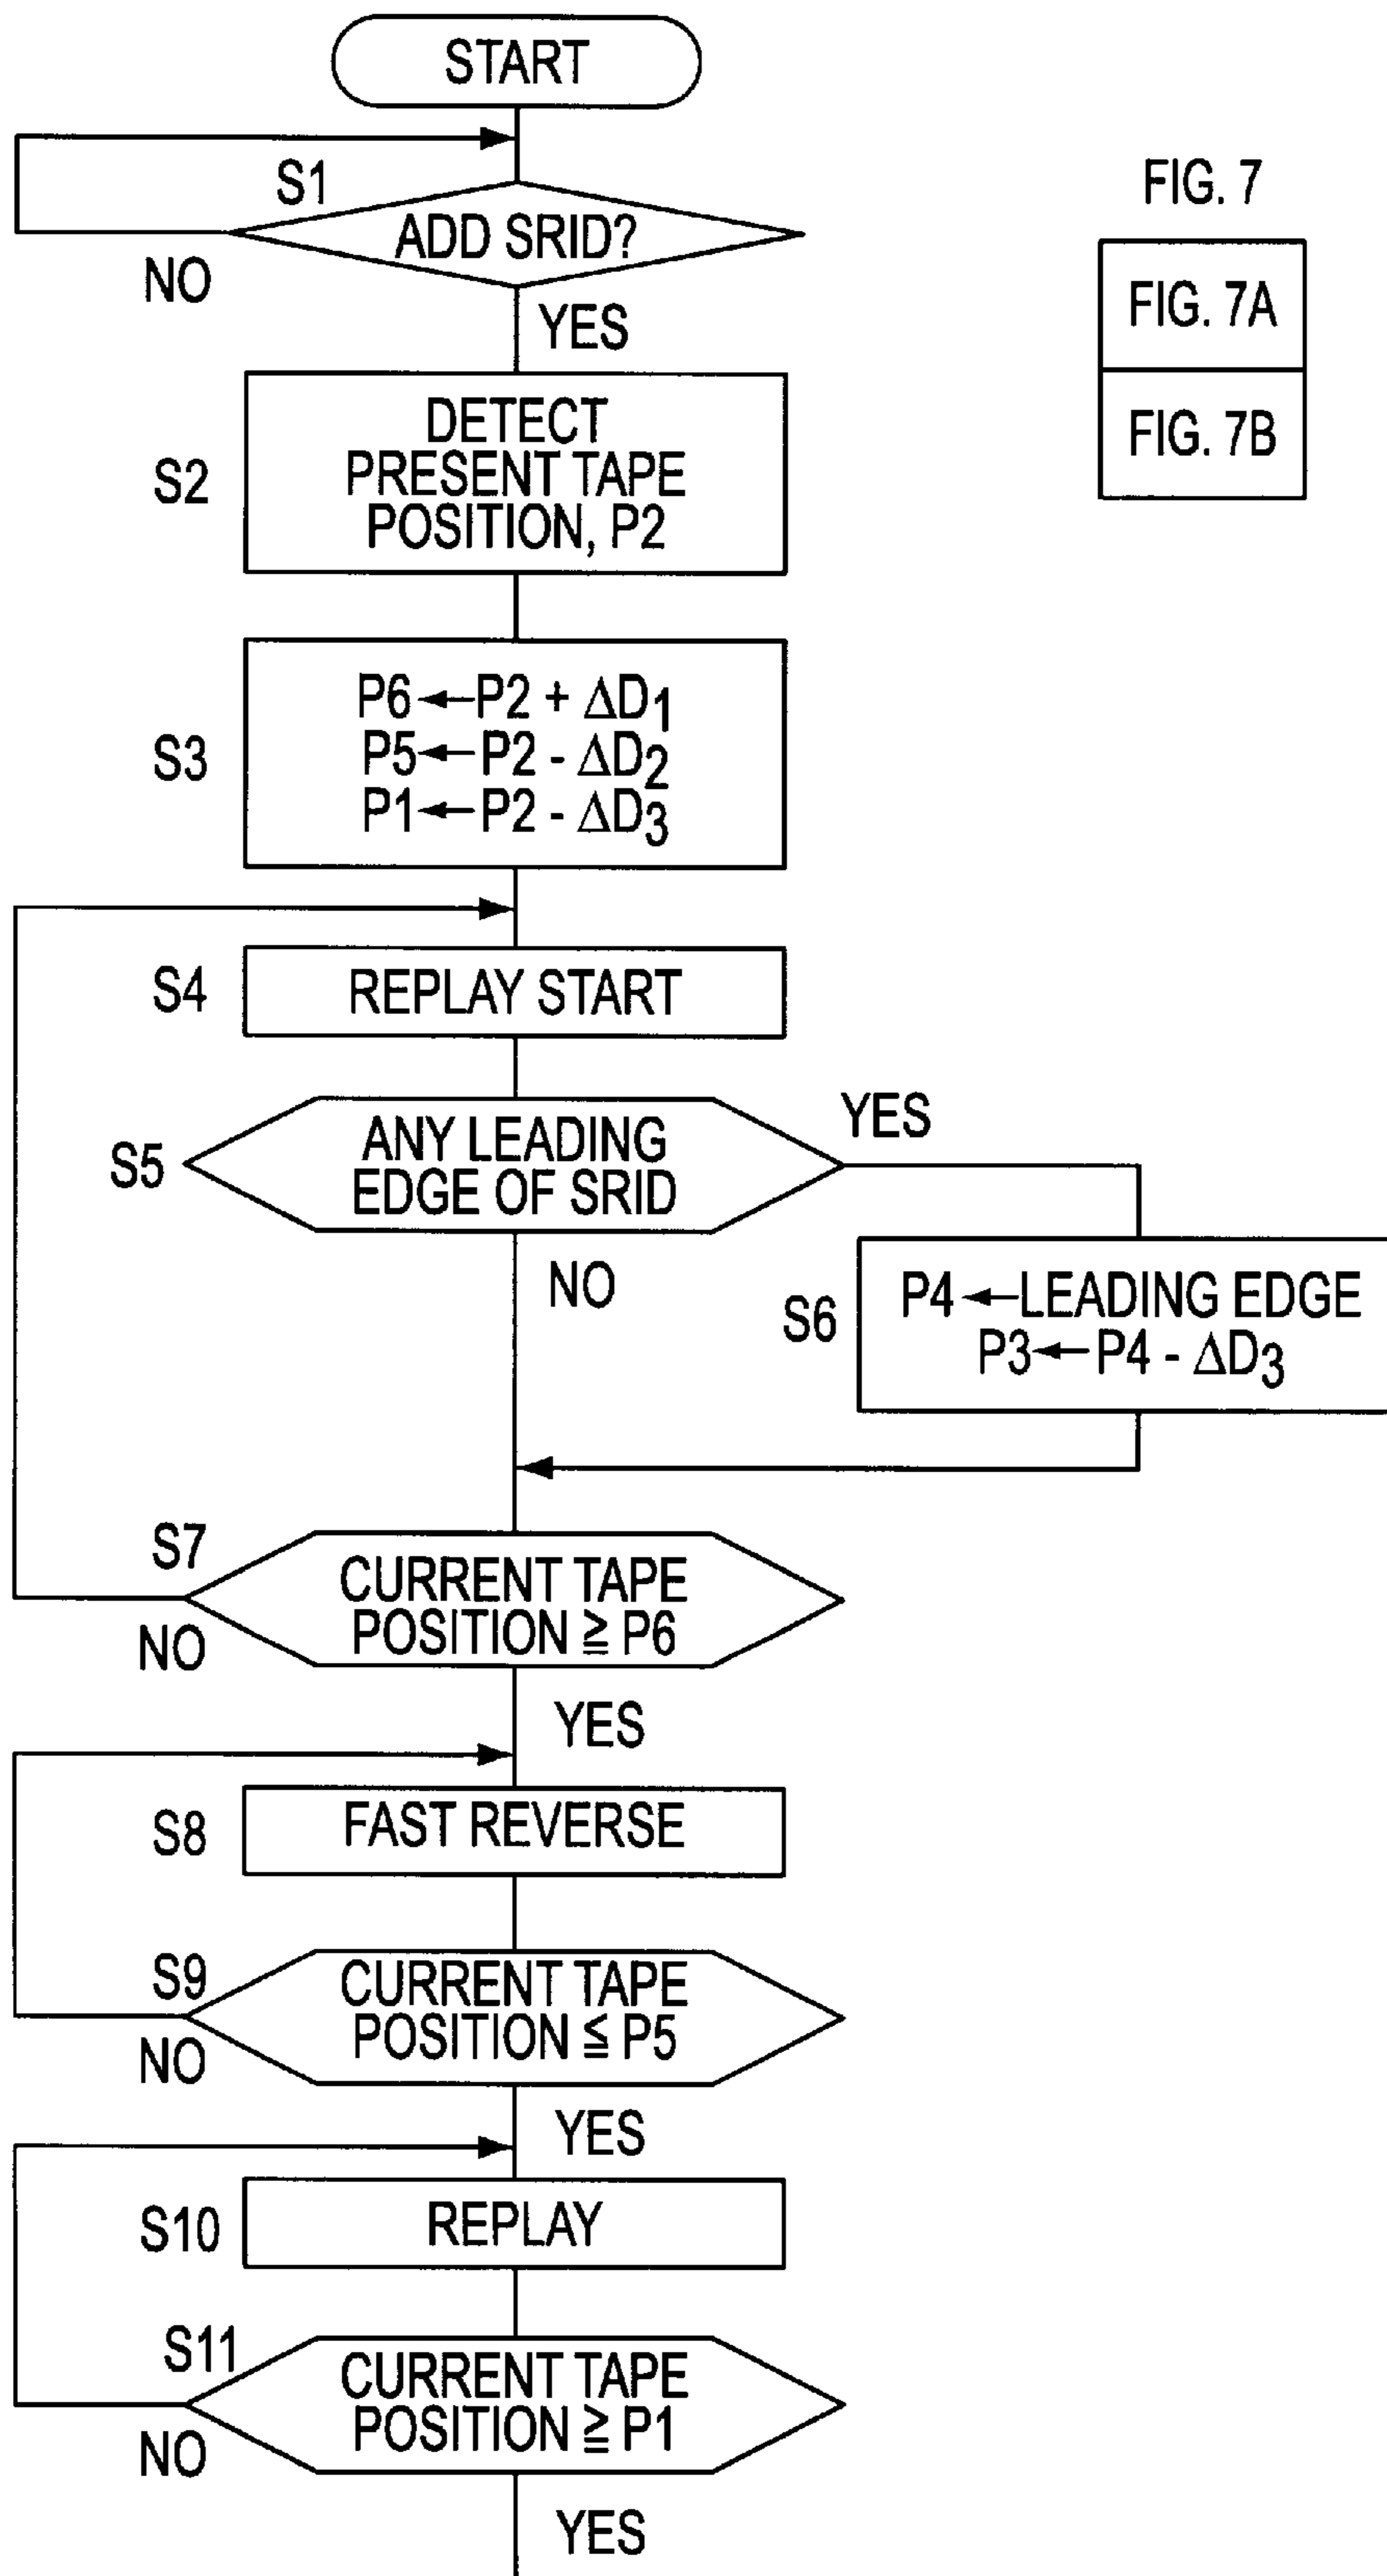 START
S1
ADD SRID?
NO
YES
FIG. 7
FIG. 7A
FIG. 7B
S2
DETECT
PRESENT TAPE
POSITION, P2
S3
P6←P2 + ΔD1
P5←P2 - ΔD2
P1←P2 - ΔD3
S4
REPLAY START
S5
ANY LEADING
EDGE OF SRID
YES
NO
S6
P4←LEADING EDGE
P3←P4 - ΔD3
S7
CURRENT TAPE
POSITION ≧ P6
NO
YES
S8
FAST REVERSE
S9
CURRENT TAPE
POSITION ≦ P5
NO
YES
S10
REPLAY
S11
CURRENT TAPE
POSITION ≧ P1
NO
YES